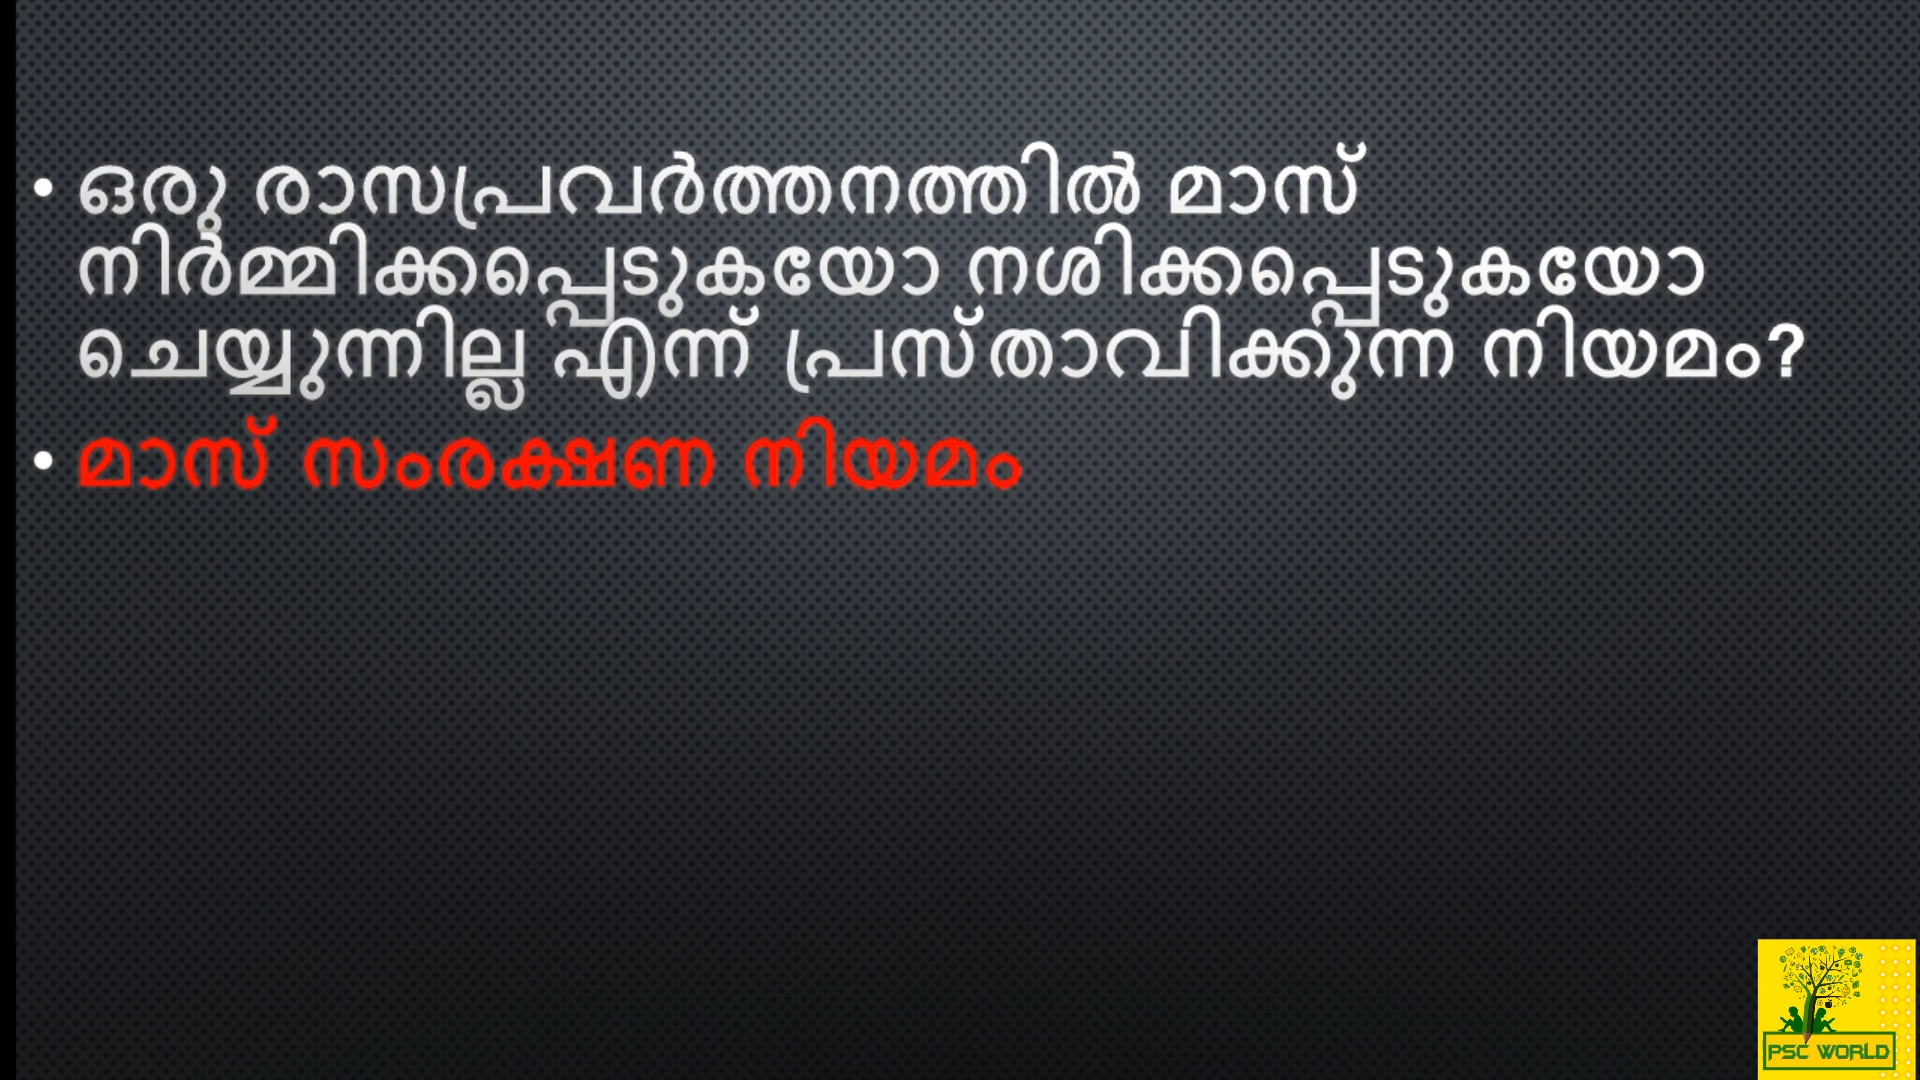 • ഒരു രാസപ്രവർത്തനത്തിൽ മാസ്
നിർമ്മിക്കപ്പെടുകയോ നശിക്കപ്പെടുകയോ
ചെയ്യുന്നില്ല എന്ന് പ്രസ്താവിക്കുന്ന നിയമം?
• മാസ് സംരക്ഷണ നിയമം
PSC WORLD